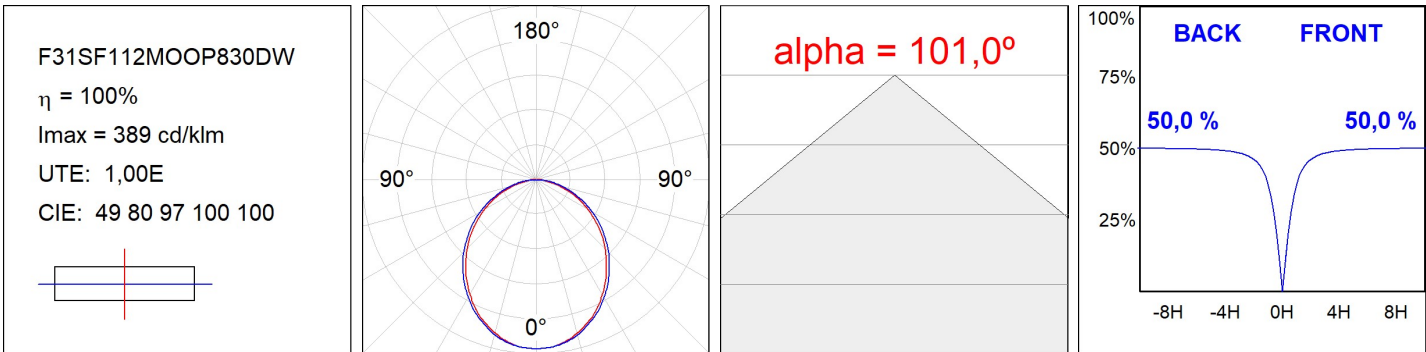 F31SF112MOOP830DW
η = 100%
Imax = 389 cd/klm
UTE: 1,00E
CIE: 49 80 97 100 100
180°
90° 90°
0°
alpha = 101,0º
100%
BACK FRONT
75%
50,0 % 50,0 %
50%
25%
-8H -4H 0H 4H 8H